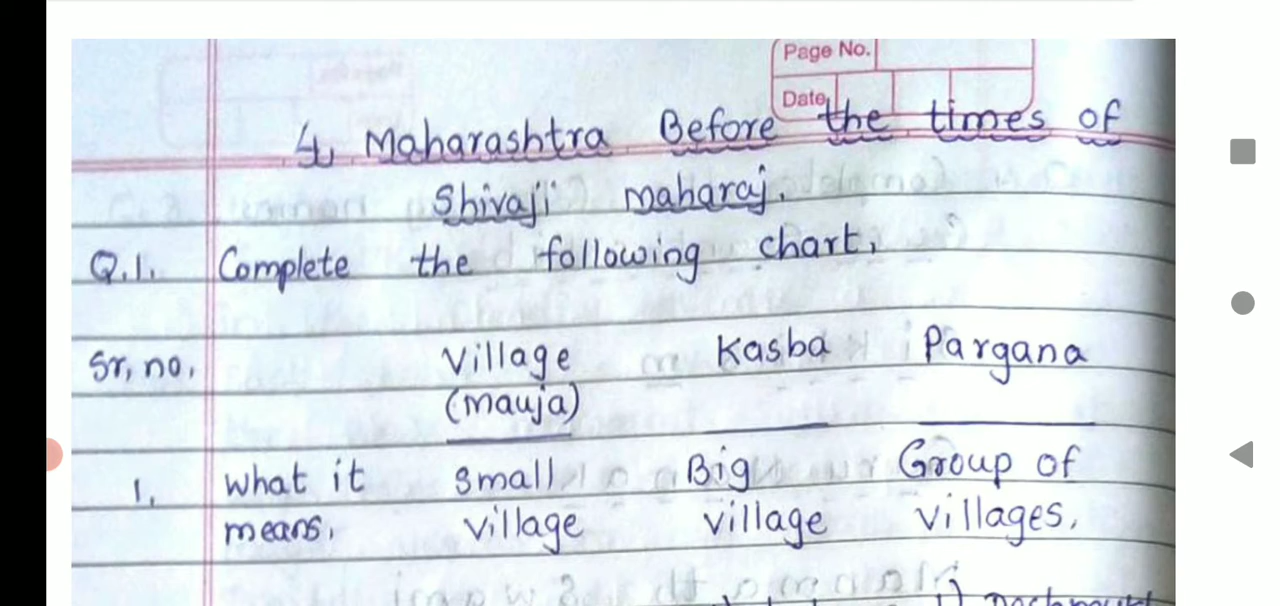 Page No.
Date
4. Maharashtra Before the times of
Shivaji maharaj.
Q.1. Complete the following chart.
Sr. no. Village Kasba Pargana
(mauja)
1. what it small Big Group of
means. village village villages.